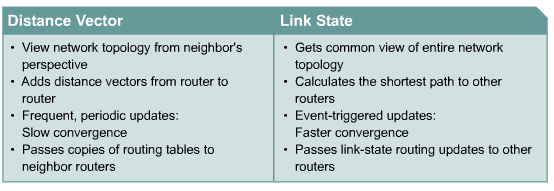 Distance Vector
• View network topology from neighbor's
perspective
• Adds distance vectors from router to
router
• Frequent, periodic updates:
Slow convergence
• Passes copies of routing tables to
neighbor routers
Link State
• Gets common view of entire network
topology
• Calculates the shortest path to other
routers
• Event-triggered updates:
Faster convergence
• Passes link-state routing updates to other
routers